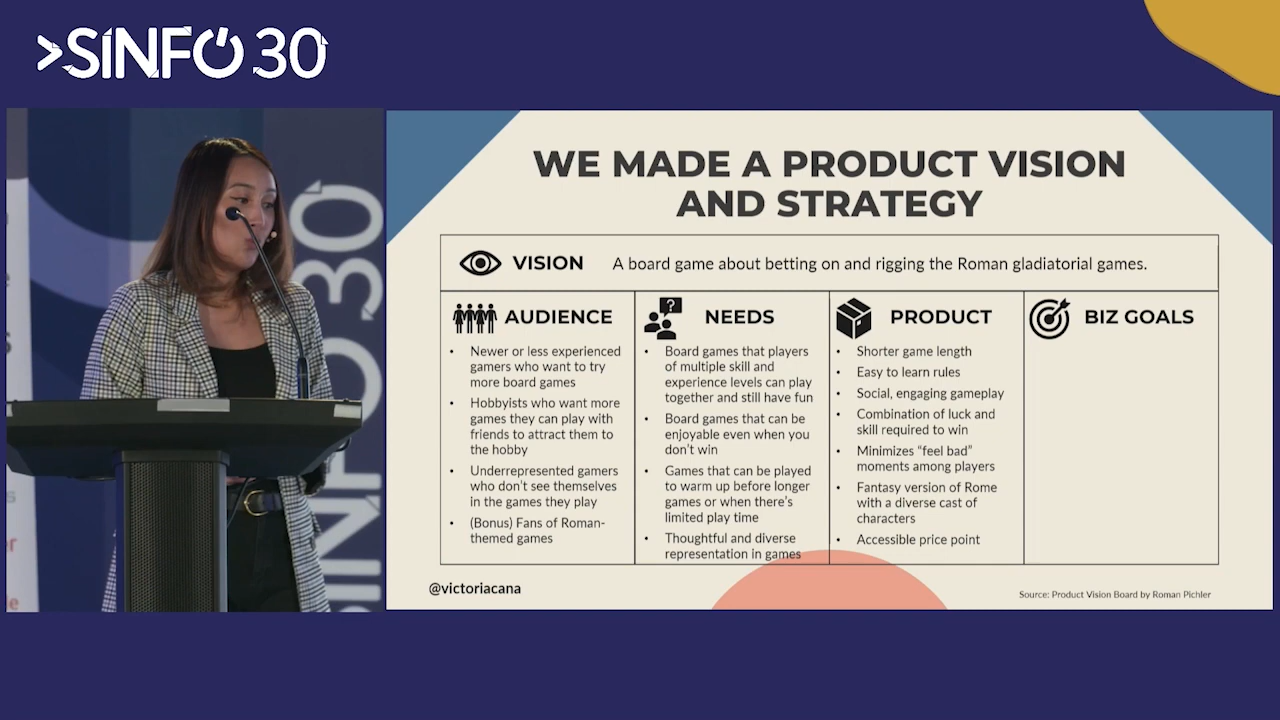 >SINFO 30
SINFO 30
WE MADE A PRODUCT VISION
AND STRATEGY
VISION
A board game about betting on and rigging the Roman gladiatorial games.
AUDIENCE
• Newer or less experienced
gamers who want to try
more board games
• Hobbyists who want more
games they can play with
friends to attract them to
the hobby
• Underrepresented gamers
who don't see themselves
in the games they play
• (Bonus) Fans of Roman-
themed games
NEEDS
?
• Board games that players
of multiple skill and
experience levels can play
together and still have fun
• Board games that can be
enjoyable even when you
don't win
• Games that can be played
to warm up before longer
games or when there's
limited play time
• Thoughtful and diverse
representation in games
PRODUCT
• Shorter game length
• Easy to learn rules
• Social, engaging gameplay
• Combination of luck and
skill required to win
• Minimizes “feel bad”
moments among players
• Fantasy version of Rome
with a diverse cast of
characters
• Accessible price point
BIZ GOALS
@victoriacana
Source: Product Vision Board by Roman Pichler